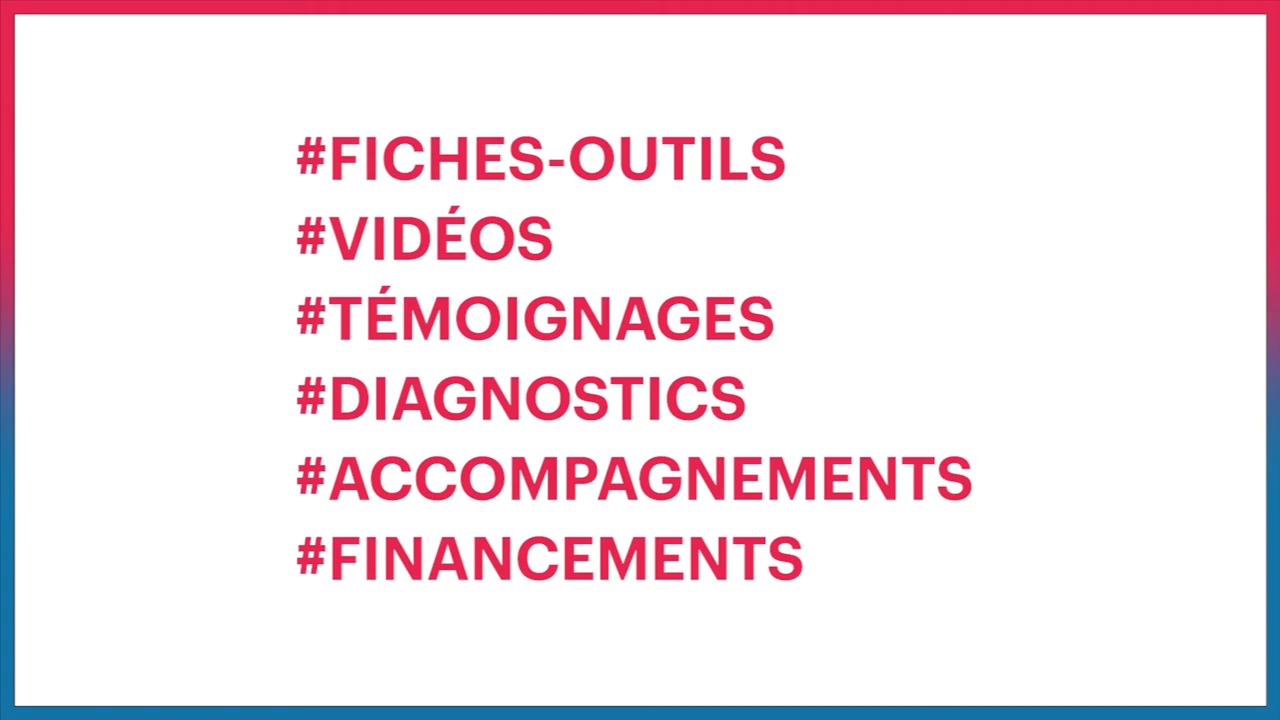 #FICHES-OUTILS
#VIDÉOS
#TÉMOIGNAGES
#DIAGNOSTICS
#ACCOMPAGNEMENTS
#FINANCEMENTS